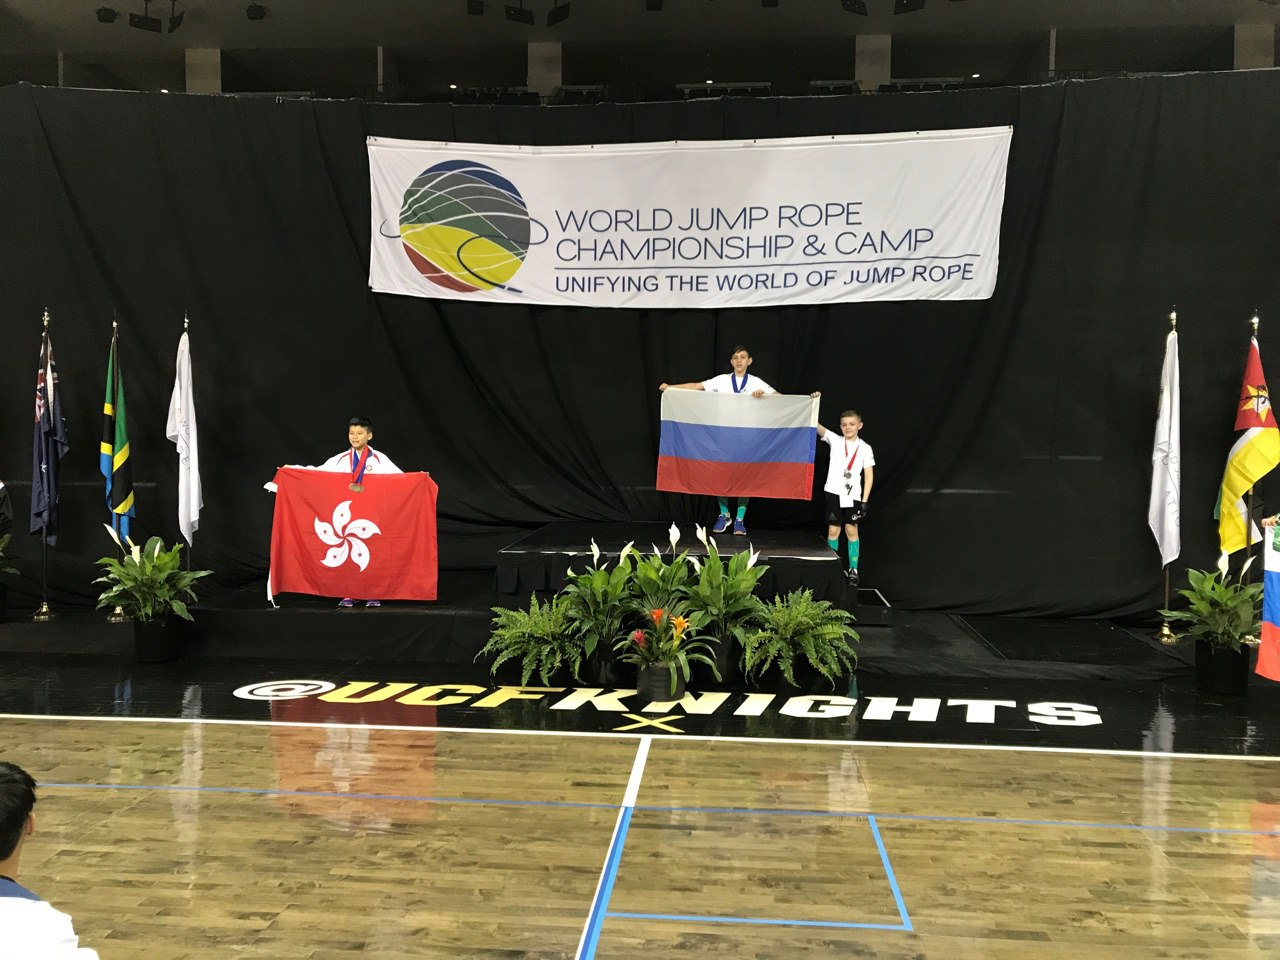 WORLD JUMP ROPE
CHAMPIONSHIP & CAMP
UNIFYING THE WORLD OF JUMP ROPE
@UCFKNIGHTS